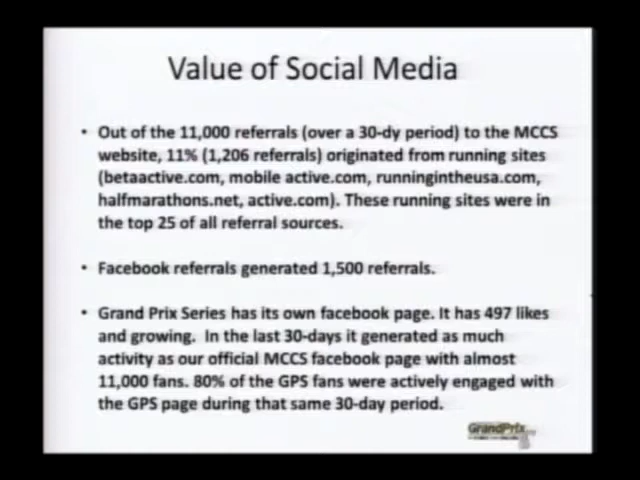 Value of Social Media
• Out of the 11,000 referrals (over a 30-dy period) to the MCCS
website, 11% (1,206 referrals) originated from running sites
(betaactive.com, mobile active.com, runningintheusa.com,
halfmarathons.net, active.com). These running sites were in
the top 25 of all referral sources.
• Facebook referrals generated 1,500 referrals.
• Grand Prix Series has its own facebook page. It has 497 likes
and growing. In the last 30-days it generated as much
activity as our official MCCS facebook page with almost
11,000 fans. 80% of the GPS fans were actively engaged with
the GPS page during that same 30-day period.
GrandPrix